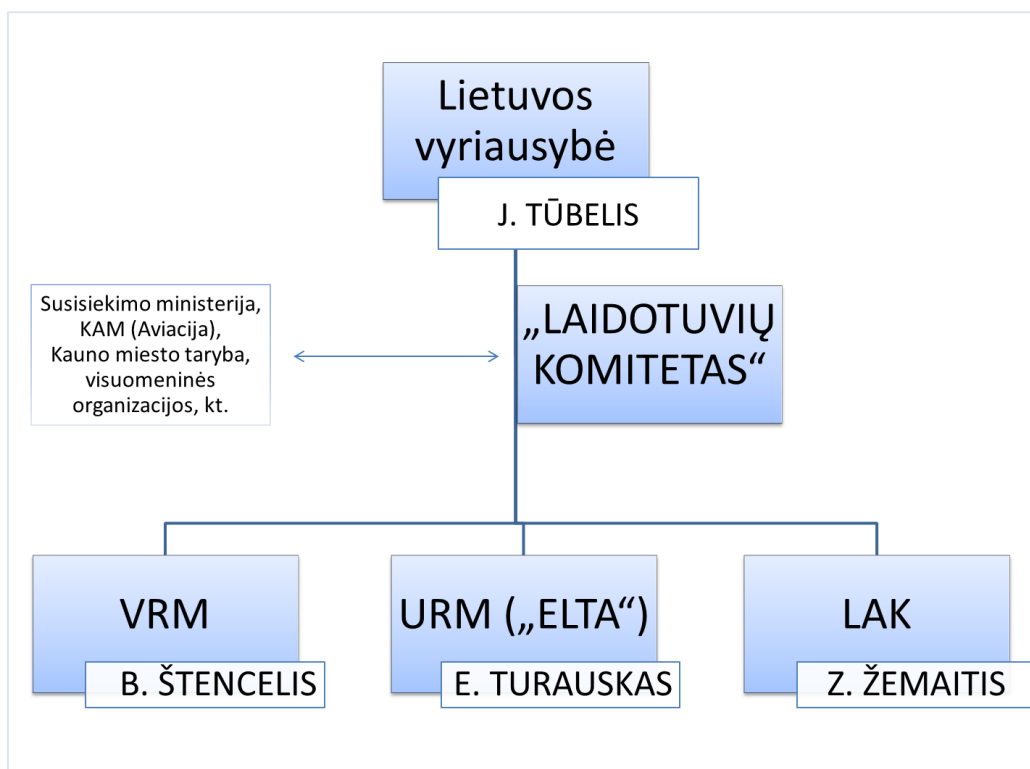 Lietuvos
vyriausybė
J. TŪBELIS
Susisiekimo ministerija,
KAM (Aviacija),
Kauno miesto taryba,
visuomeninės
organizacijos, kt.
„LAIDOTUVIŲ
KOMITETAS“
VRM
B. ŠTENCELIS
URM („ELTA“)
E. TURAUSKAS
LAK
Z. ŽEMAITIS